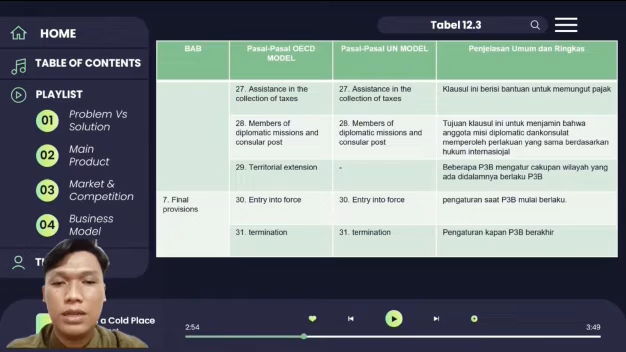 Tabel 12.3
HOME
TABLE OF CONTENTS
PLAYLIST
01 Problem Vs
Solution
02 Main
Product
03 Market &
Competition
04 Business
Model
BAB
Pasal-Pasal OECD
MODEL
Pasal-Pasal UN MODEL
Penjelasan Umum dan Ringkas
27. Assistance in the
collection of taxes
27. Assistance in the
collection of taxes
Klausul ini berisi bantuan untuk memungut pajak
28. Members of
diplomatic missions and
consular post
28. Members of
diplomatic missions and
consular post
Tujuan klausul ini untuk menjamin bahwa
anggota misi diplomatic dankonsulat
memperoleh perlakuan yang sama berdasarkan
hukum internasiojal
29. Territorial extension
-
Beberapa P3B mengatur cakupan wilayah yang
ada didalamnya berlaku P3B
7. Final
provisions
30. Entry into force
30. Entry into force
pengaturan saat P3B mulai berlaku.
31. termination
31. termination
Pengaturan kapan P3B berakhir
a Cold Place
2:54
3:49